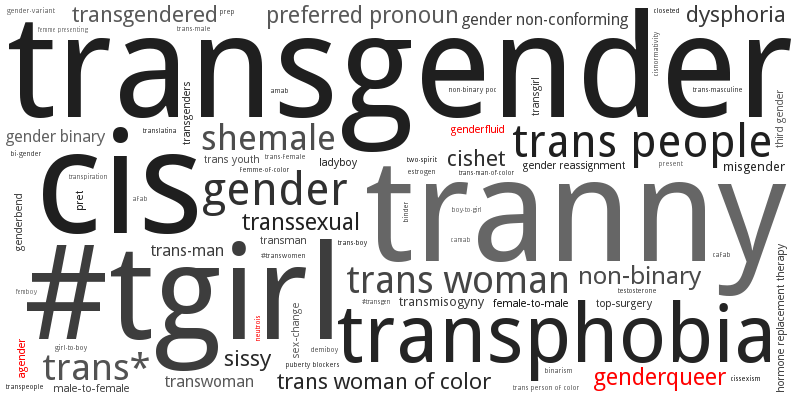 gender-variant
transgendered
prep
preferred pronoun
gender non-conforming
closeted
dysphoria
femme presenting
trans-male
transgender
cisnormativity
transgenders
amab
non-binary poc
transgirl
trans-masculine
third gender
gender binary
translatina
shemale
genderfluid
trans people
bi-gender
cis
trans youth
trans-female
ladyboy
two-spirit
cishet
gender reassignment
present
misgender
transpiration
femme-of-color
estrogen
trans-man-of-color
genderbend
pret
afab
gender
tranny
binder
boy-to-girl
transsexual
trans-man
transman
trans-boy
camab
cafab
#tgirl
#transwomen
trans woman
non-binary
hormone replacement therapy
femboy
testosterone
#transgen
transmisogyny
female-to-male
top-surgery
neutrois
sex-change
transphobia
agender
girl-to-boy
trans*
sissy
demiboy
puberty blockers
binarism
transpeople
male-to-female
transwoman
trans woman of color
trans person of color
genderqueer
cissexism